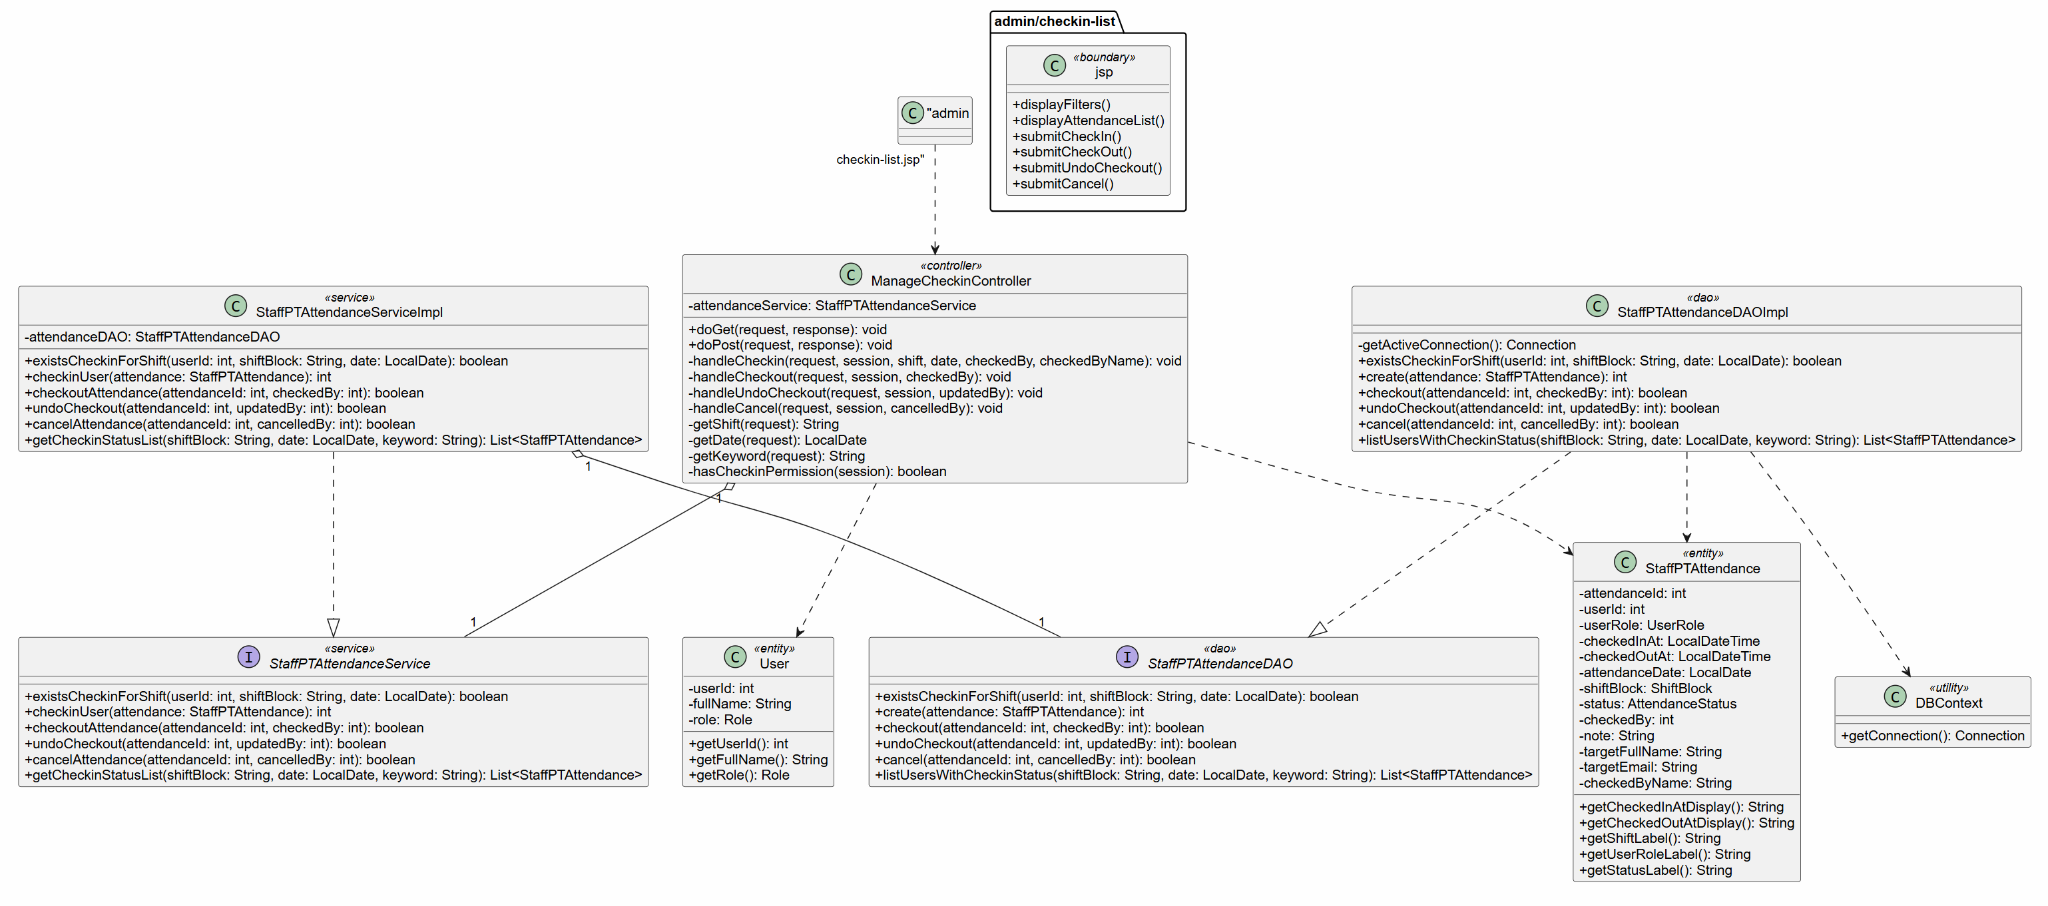 admin/checkin-list
C
«boundary»
jsp
+displayFilters()
+displayAttendanceList()
+submitCheckIn()
+submitCheckOut()
+submitUndoCheckout()
+submitCancel()
C
"admin
checkin-list.jsp"
C
«service»
StaffPTAttendanceServiceImpl
-attendanceDAO: StaffPTAttendanceDAO
+existsCheckinForShift(userId: int, shiftBlock: String, date: LocalDate): boolean
+checkinUser(attendance: StaffPTAttendance): int
+checkoutAttendance(attendanceId: int, checkedBy: int): boolean
+undoCheckout(attendanceId: int, updatedBy: int): boolean
+cancelAttendance(attendanceId: int, cancelledBy: int): boolean
+getCheckinStatusList(shiftBlock: String, date: LocalDate, keyword: String): List<StaffPTAttendance>
C
«controller»
ManageCheckinController
-attendanceService: StaffPTAttendanceService
+doGet(request, response): void
+doPost(request, response): void
-handleCheckin(request, session, shift, date, checkedBy, checkedByName): void
-handleCheckout(request, session, checkedBy): void
-handleUndoCheckout(request, session, updatedBy): void
-handleCancel(request, session, cancelledBy): void
-getShift(request): String
-getDate(request): LocalDate
-getKeyword(request): String
-hasCheckinPermission(session): boolean
C
«dao»
StaffPTAttendanceDAOImpl
-getActiveConnection(): Connection
+existsCheckinForShift(userId: int, shiftBlock: String, date: LocalDate): boolean
+create(attendance: StaffPTAttendance): int
+checkout(attendanceId: int, checkedBy: int): boolean
+undoCheckout(attendanceId: int, updatedBy: int): boolean
+cancel(attendanceId: int, cancelledBy: int): boolean
+listUsersWithCheckinStatus(shiftBlock: String, date: LocalDate, keyword: String): List<StaffPTAttendance>
1
1
1
1
I
«service»
StaffPTAttendanceService
+existsCheckinForShift(userId: int, shiftBlock: String, date: LocalDate): boolean
+checkinUser(attendance: StaffPTAttendance): int
+checkoutAttendance(attendanceId: int, checkedBy: int): boolean
+undoCheckout(attendanceId: int, updatedBy: int): boolean
+cancelAttendance(attendanceId: int, cancelledBy: int): boolean
+getCheckinStatusList(shiftBlock: String, date: LocalDate, keyword: String): List<StaffPTAttendance>
C
«entity»
User
-userId: int
-fullName: String
-role: Role
+getUserId(): int
+getFullName(): String
+getRole(): Role
I
«dao»
StaffPTAttendanceDAO
+existsCheckinForShift(userId: int, shiftBlock: String, date: LocalDate): boolean
+create(attendance: StaffPTAttendance): int
+checkout(attendanceId: int, checkedBy: int): boolean
+undoCheckout(attendanceId: int, updatedBy: int): boolean
+cancel(attendanceId: int, cancelledBy: int): boolean
+listUsersWithCheckinStatus(shiftBlock: String, date: LocalDate, keyword: String): List<StaffPTAttendance>
C
«entity»
StaffPTAttendance
-attendanceId: int
-userId: int
-userRole: UserRole
-checkedInAt: LocalDateTime
-checkedOutAt: LocalDateTime
-attendanceDate: LocalDate
-shiftBlock: ShiftBlock
-status: AttendanceStatus
-checkedBy: int
-note: String
-targetFullName: String
-targetEmail: String
-checkedByName: String
+getCheckedInAtDisplay(): String
+getCheckedOutAtDisplay(): String
+getShiftLabel(): String
+getUserRoleLabel(): String
+getStatusLabel(): String
C
«utility»
DBContext
+getConnection(): Connection